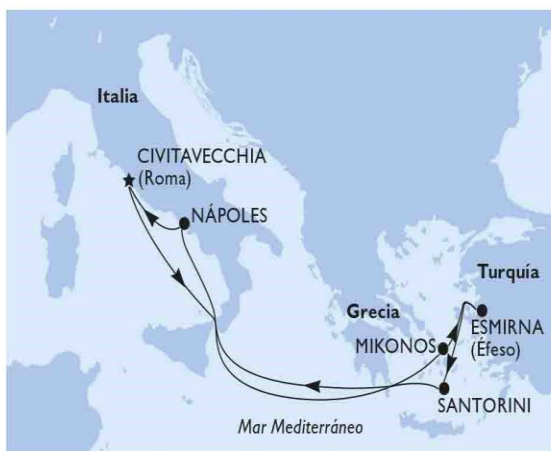 Italia
CIVITAVECCHIA
(Roma)
NÁPOLES
Turquía
Grecia
ESMIRNA
(Éfeso)
MIKONOS
SANTORINI
Mar Mediterráneo